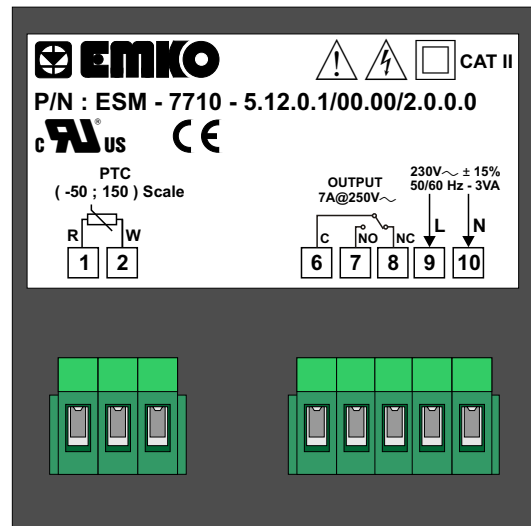 EMKO CAT II
P/N : ESM - 7710 - 5.12.0.1/00.00/2.0.0.0
c RU ® US CE
PTC
( -50 ; 150 ) Scale
R W
1 2
OUTPUT
7A@250V～
230V～ ± 15%
50/60 Hz - 3VA
C NO NC L N
6 7 8 9 10